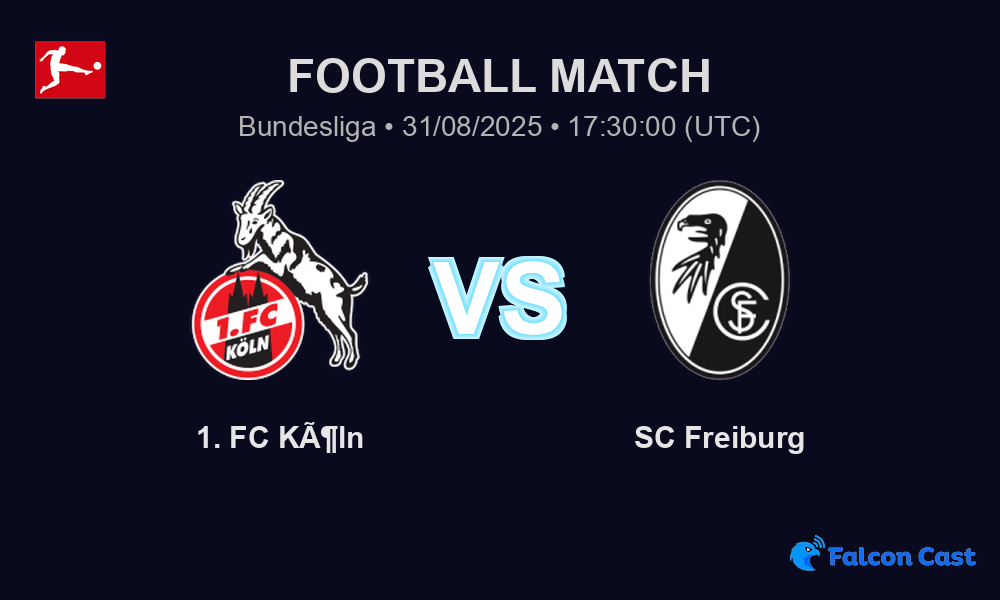 FOOTBALL MATCH
Bundesliga • 31/08/2025 • 17:30:00 (UTC)
1.FC
KÖLN
VS
SC
F
1. FC KÃ¶ln
SC Freiburg
Falcon Cast